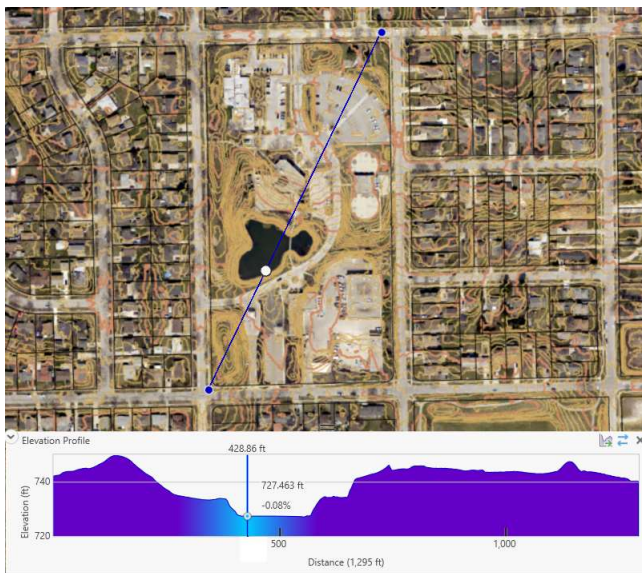 Elevation Profile
428.86 ft
740
727.463 ft
-0.08%
Elevation (ft)
720
500
1,000
Distance (1,295 ft)